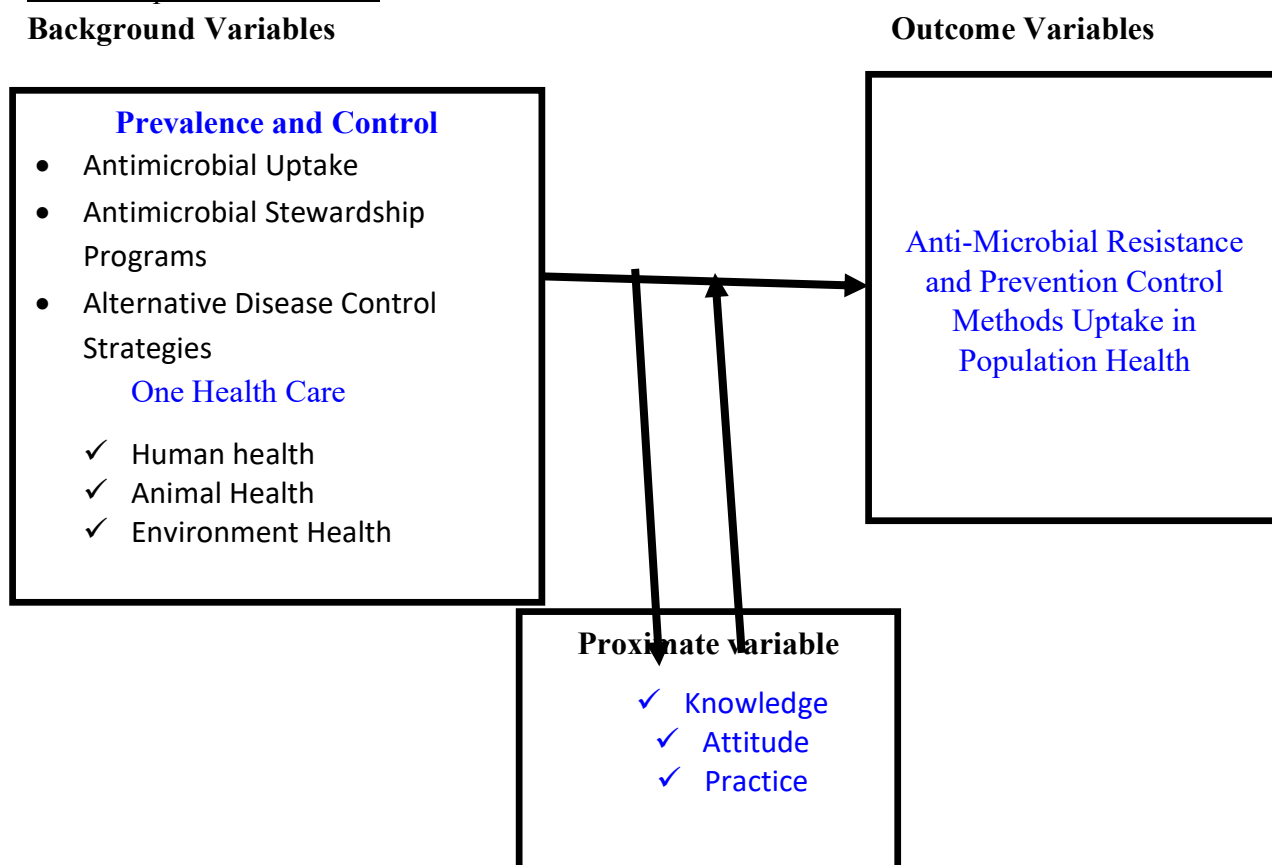 Background Variables
Outcome Variables
Prevalence and Control
• Antimicrobial Uptake
• Antimicrobial Stewardship
Programs
• Alternative Disease Control
Strategies
One Health Care
✓ Human health
✓ Animal Health
✓ Environment Health
Anti-Microbial Resistance
and Prevention Control
Methods Uptake in
Population Health
Proximate variable
✓ Knowledge
✓ Attitude
✓ Practice